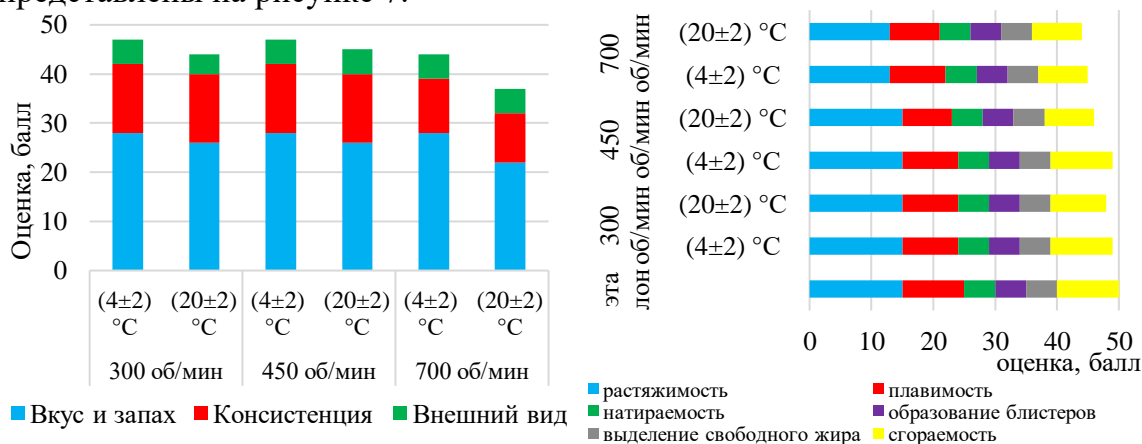 представлены на рисунке 7.
50
40
30
20
10
0
Оценка, балл
(4±2) °C
(20±2) °C
(4±2) °C
(20±2) °C
(4±2) °C
(20±2) °C
300 об/мин
450 об/мин
700 об/мин
Вкус и запах
Консистенция
Внешний вид
700 об/мин
(20±2) °C
(4±2) °C
450 об/мин
(20±2) °C
(4±2) °C
300 об/мин
(20±2) °C
(4±2) °C
эта лон
0 10 20 30 40 50
оценка, балл
растяжимость
плавимость
натираемость
образование блистеров
выделение свободного жира
сгораемость